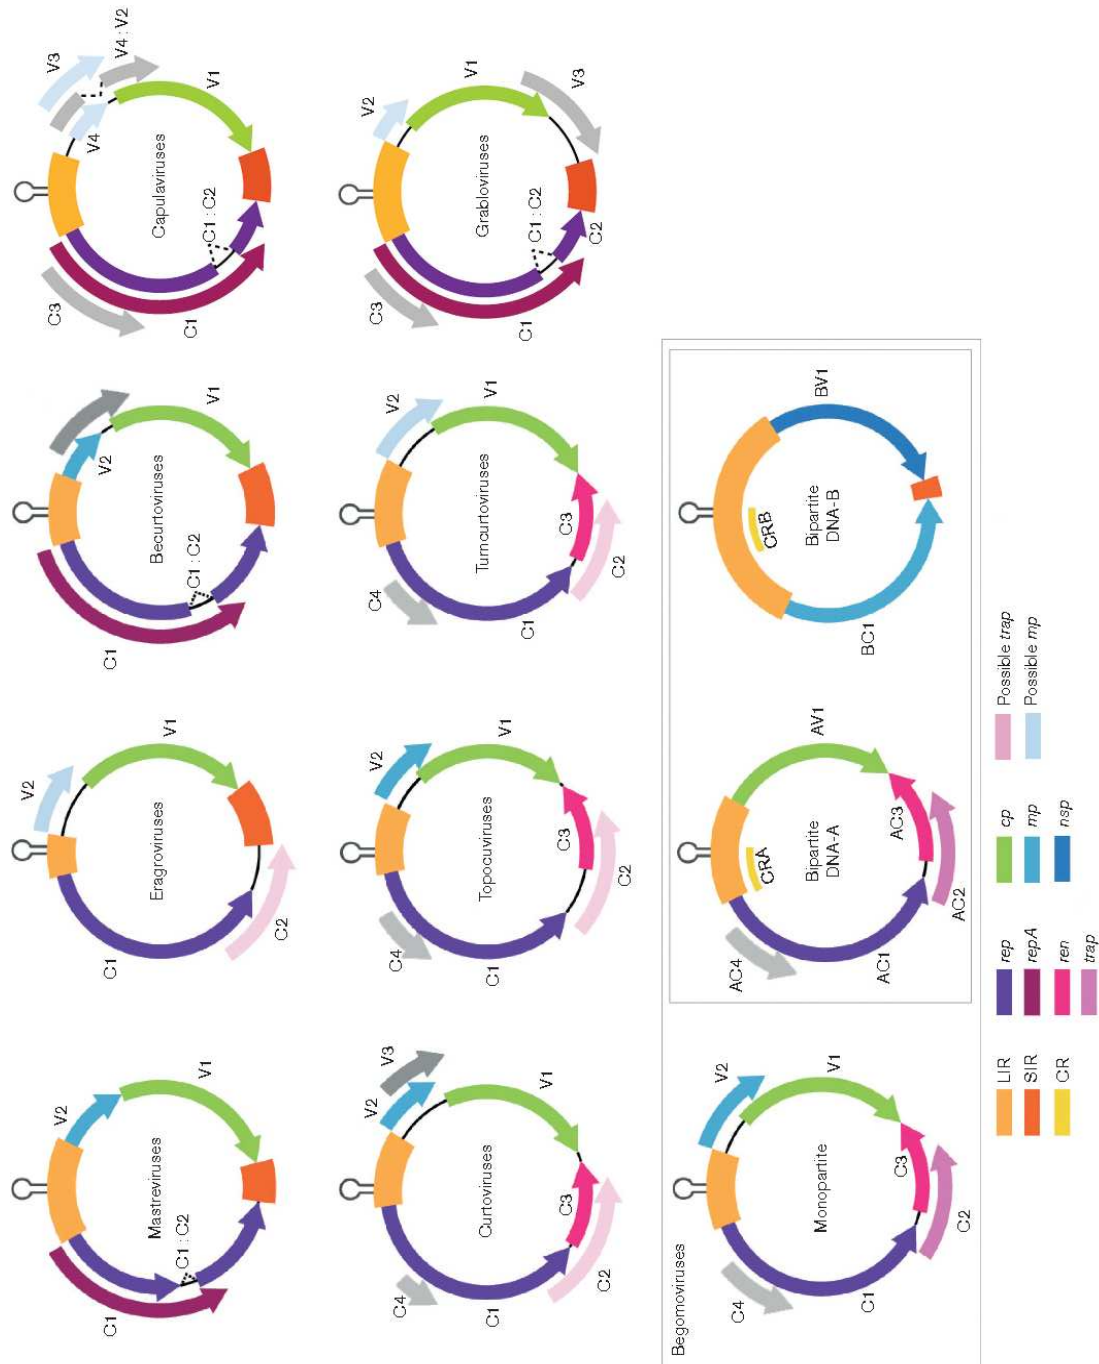 Mastreviruses
V2
V1
C1 : C2
C1
Eragroviruses
V2
V1
C2
C1
Becurtoviruses
V2
V1
C1 : C2
C1
Capulaviruses
V3
V4 : V2
V4
V1
C1 : C2
C1
C3
Curtoviruses
V3
V2
V1
C3
C2
C1
C4
Topocuviruses
V2
V1
C3
C2
C1
C4
Turncurtoviruses
V2
V1
C3
C2
C1
C4
Grabloviruses
V2
V1
V3
C2
C1 : C2
C1
C3
Begomoviruses
Monopartite
V2
V1
C3
C2
C1
C4
Bipartite
DNA-A
CRA
AV1
AC3
AC2
AC1
AC4
Bipartite
DNA-B
CRB
BV1
BC1
LIR
SIR
CR
rep
repA
ren
trap
cp
mp
nsp
Possible trap
Possible mp